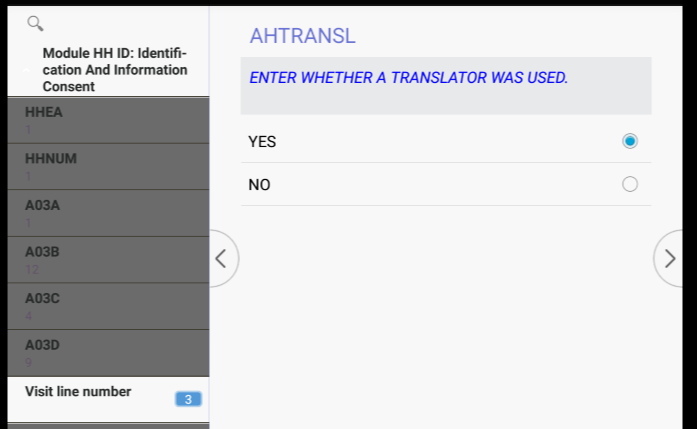 Module HH ID: Identifi-
cation And Information
Consent
HHEA
1
HHNUM
1
A03A
1
A03B
12
A03C
4
A03D
9
Visit line number
3
AHTRANSL
ENTER WHETHER A TRANSLATOR WAS USED.
YES
NO